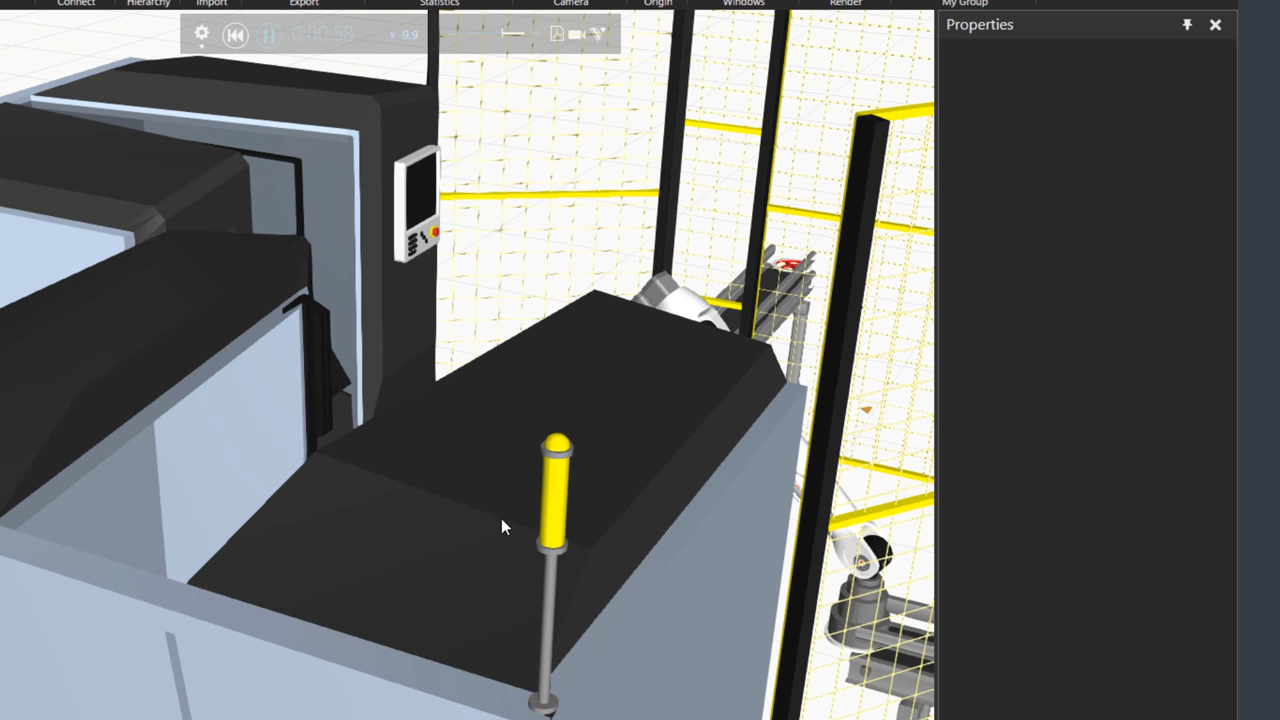 Connect Hierarchy Import Export Statistics Camera Origin Windows Render My Group
Properties
0:00:58 x 9.9